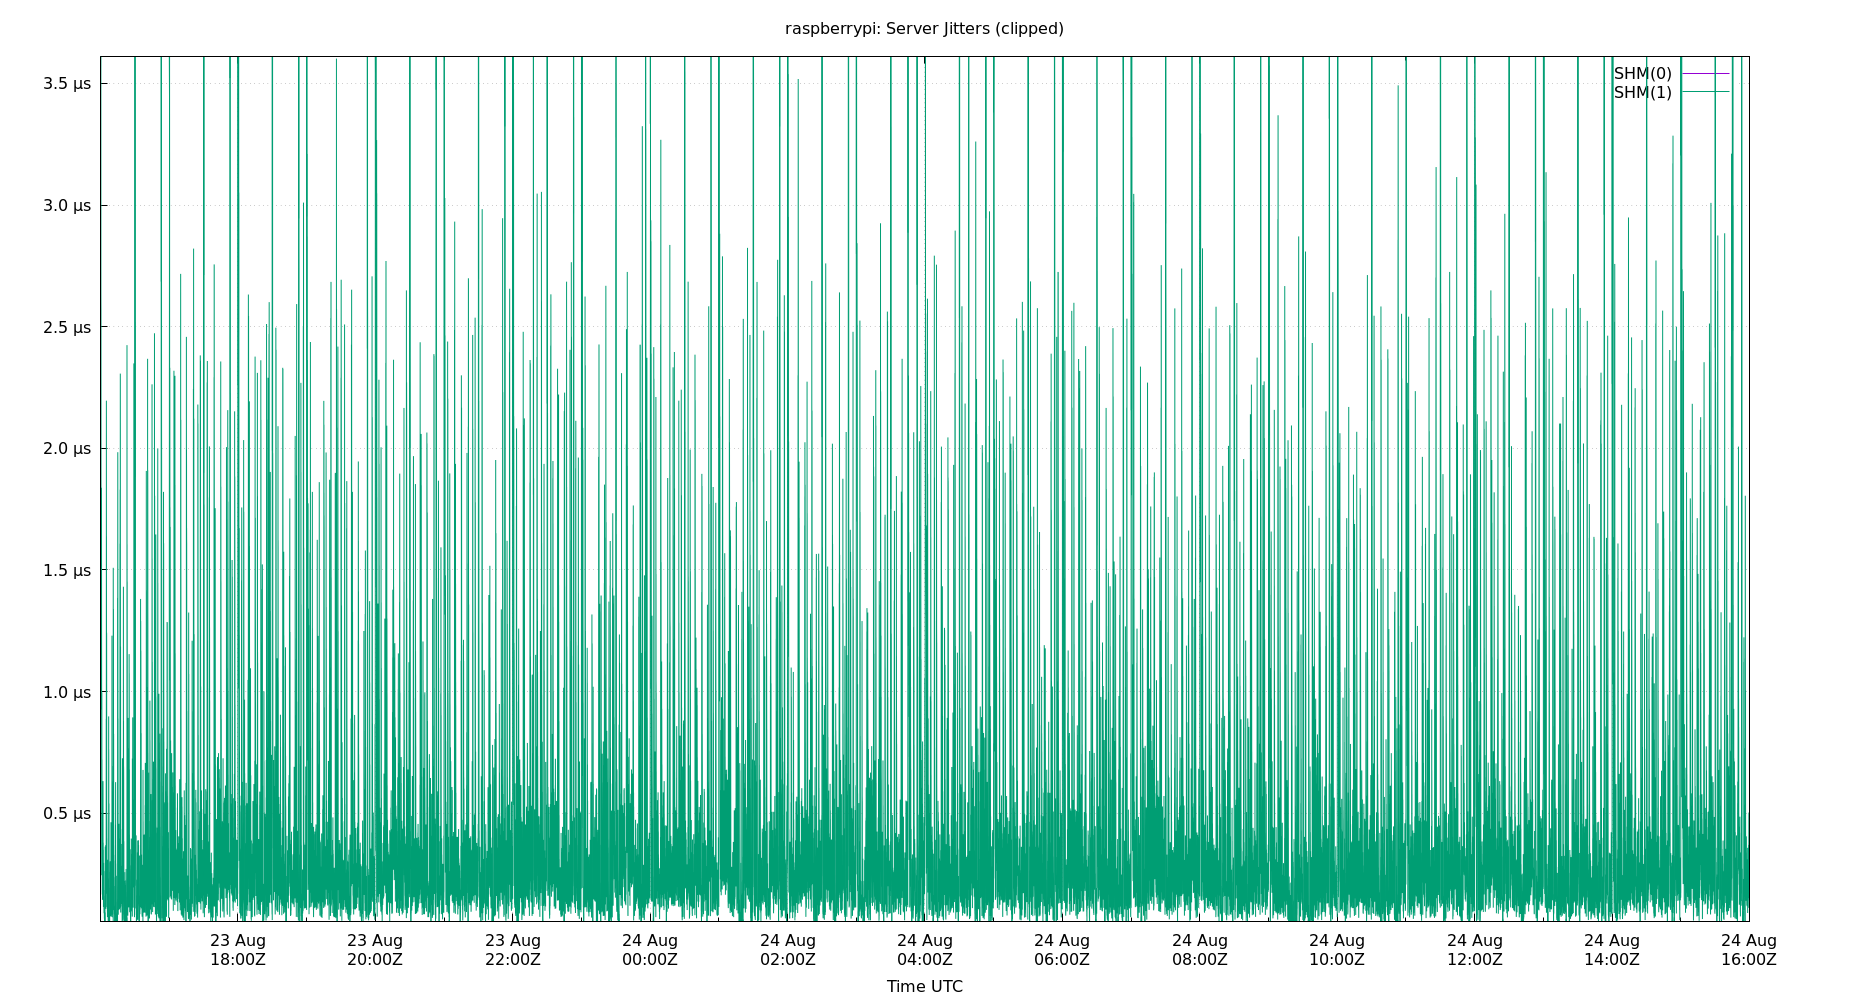 raspberrypi: Server Jitters (clipped)
SHM(0)
SHM(1)
3.5 µs
3.0 µs
2.5 µs
2.0 µs
1.5 µs
1.0 µs
0.5 µs
23 Aug 23 Aug 23 Aug 24 Aug 24 Aug 24 Aug 24 Aug 24 Aug 24 Aug 24 Aug 24 Aug 24 Aug
18:00Z 20:00Z 22:00Z 00:00Z 02:00Z 04:00Z 06:00Z 08:00Z 10:00Z 12:00Z 14:00Z 16:00Z
Time UTC